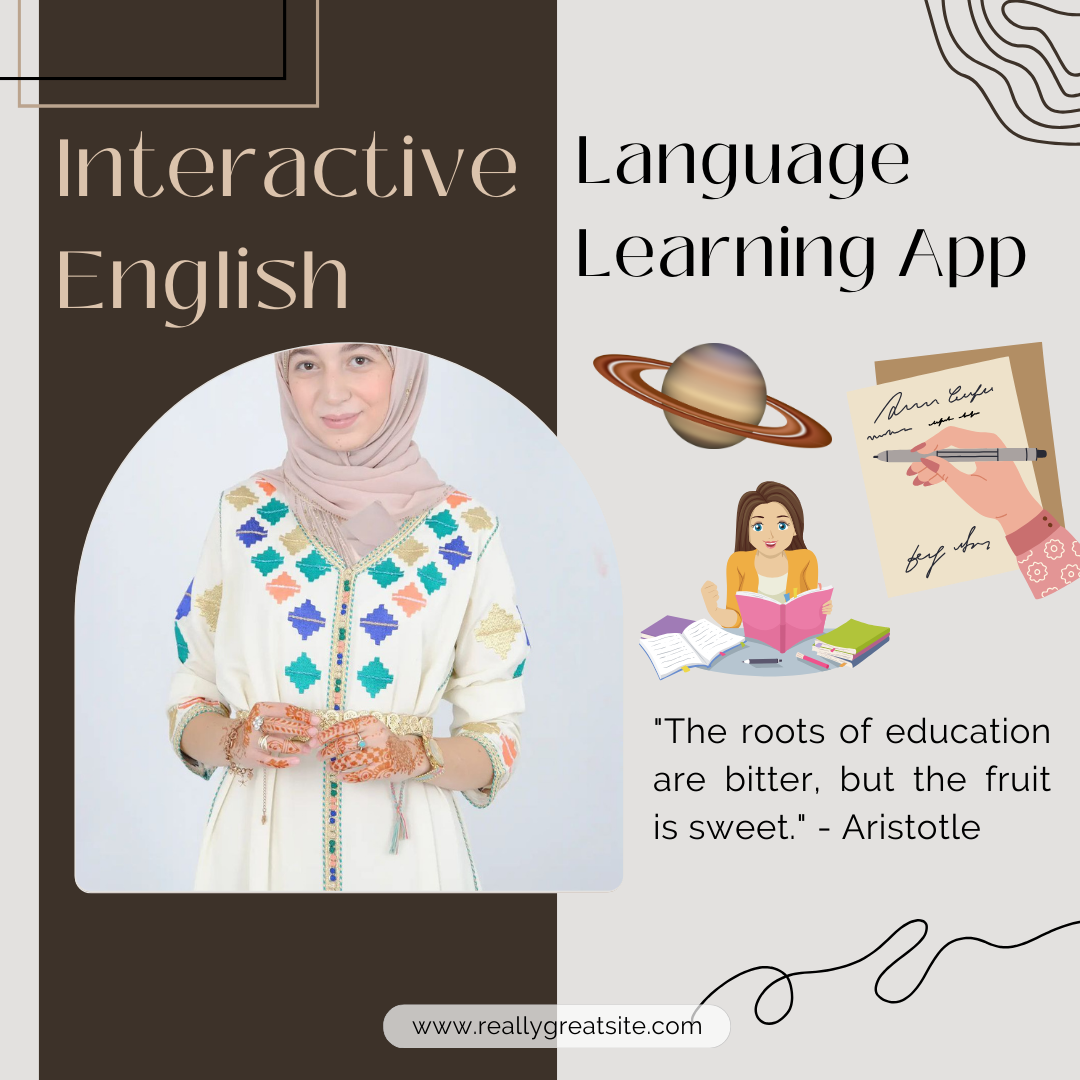 Interactive
English
Language
Learning App
"The roots of education
are bitter, but the fruit
is sweet." - Aristotle
www.reallygreatsite.com